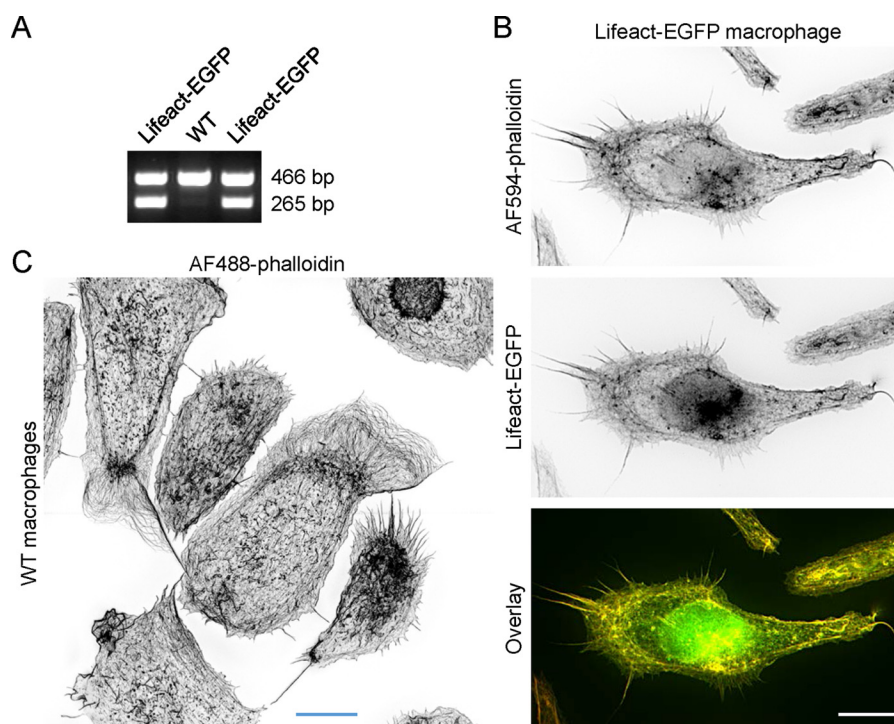 A
Lifeact-EGFP
WT
Lifeact-EGFP
466 bp
265 bp
B
Lifeact-EGFP macrophage
AF594-phalloidin
Lifeact-EGFP
Overlay
C
AF488-phalloidin
WT macrophages